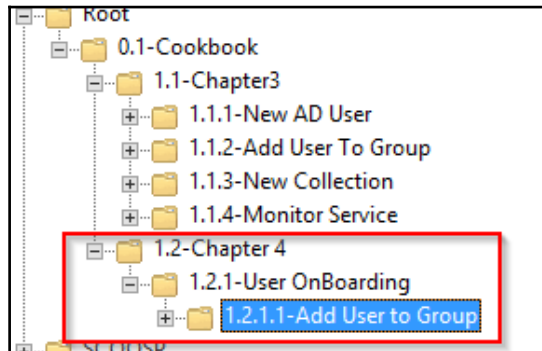 Root
0.1-Cookbook
1.1-Chapter3
1.1.1-New AD User
1.1.2-Add User To Group
1.1.3-New Collection
1.1.4-Monitor Service
1.2-Chapter 4
1.2.1-User OnBoarding
1.2.1.1-Add User to Group